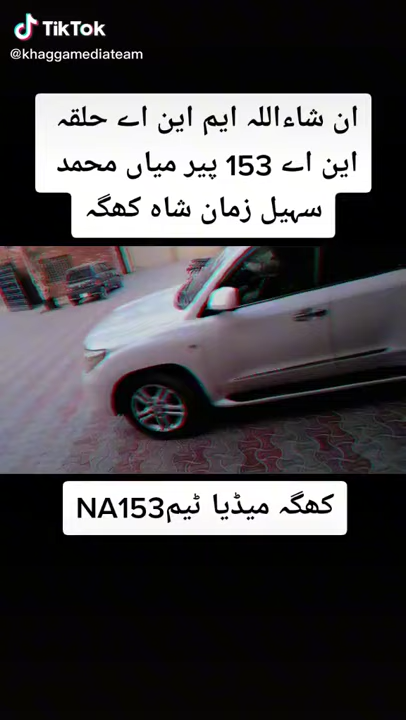 TikTok
@khaggamediateam
ان شاءاللہ ایم این اے حلقہ
این اے 153 پیر میاں محمد
سہیل زمان شاہ کھگہ
کھگہ میڈیا ٹیمNA153